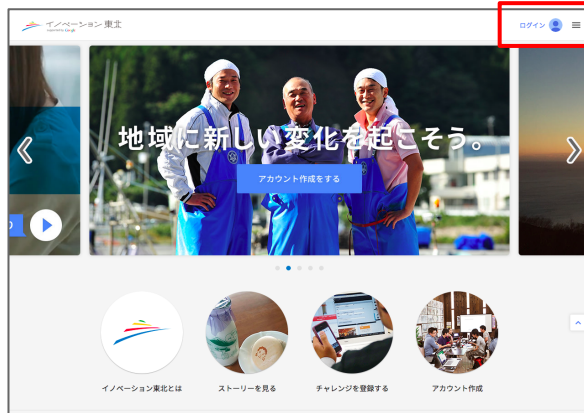 イノベーション東北
supported by Google
ログイン
地域に新しい変化を起こそう。
アカウント作成をする
イノベーション東北とは
ストーリーを見る
チャレンジを登録する
アカウント作成